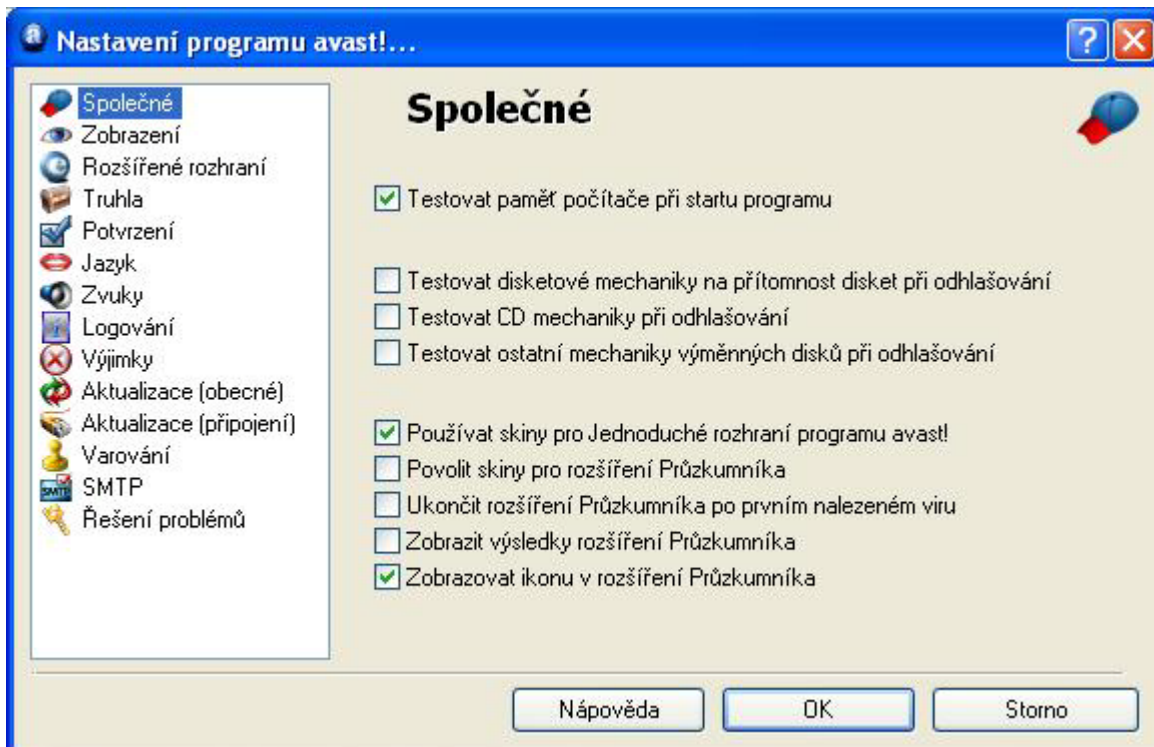 Nastavení programu avast!...
Společné
Zobrazení
Rozšířené rozhraní
Truhla
Potvrzení
Jazyk
Zvuky
Logování
Výjimky
Aktualizace (obecné)
Aktualizace (připojení)
Varování
SMTP
Řešení problémů
Společné
Testovat paměť počítače při startu programu
Testovat disketové mechaniky na přítomnost disket při odhlašování
Testovat CD mechaniky při odhlašování
Testovat ostatní mechaniky výměnných disků při odhlašování
Používat skiny pro Jednoduché rozhraní programu avast!
Povolit skiny pro rozšíření Průzkumníka
Ukončit rozšíření Průzkumníka po prvním nalezeném viru
Zobrazit výsledky rozšíření Průzkumníka
Zobrazovat ikonu v rozšíření Průzkumníka
Nápověda
OK
Storno